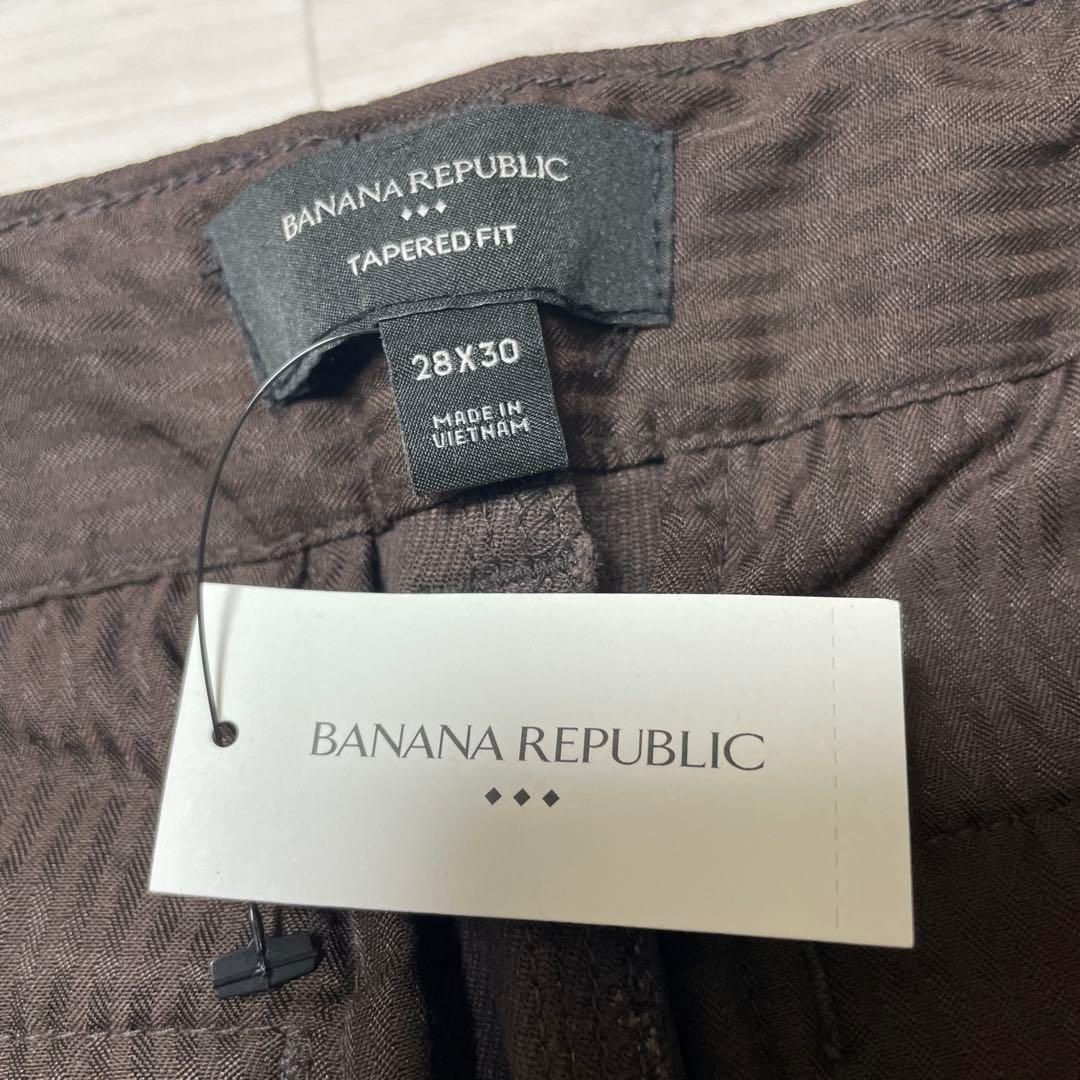 BANANA REPUBLIC
TAPERED FIT
28X30
MADE IN
VIETNAM
BANANA REPUBLIC